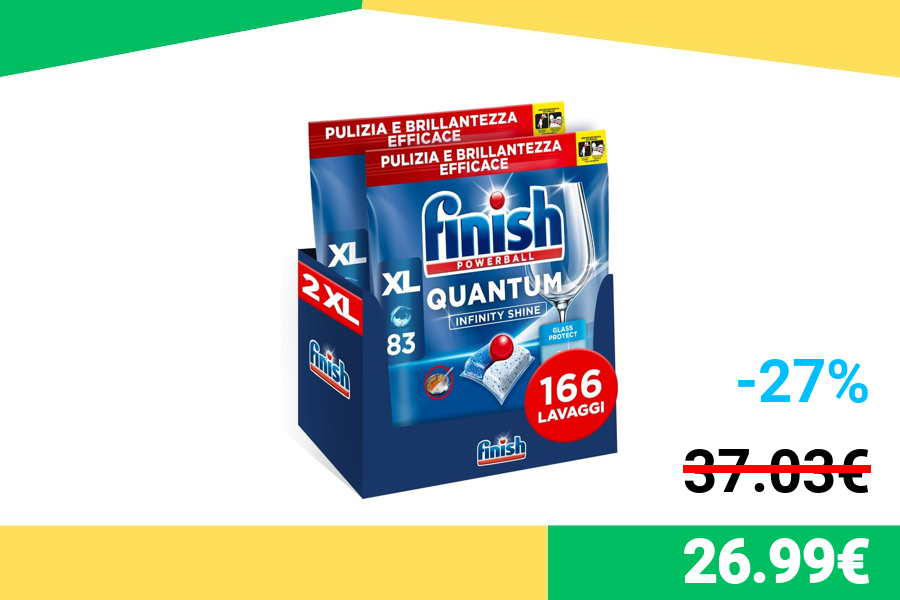 PULIZIA E BRILLANTEZZA
EFFICACE
PULIZIA E BRILLANTEZZA
EFFICACE
finish
POWERBALL
XL
XL
QUANTUM
INFINITY SHINE
83
GLASS
PROTECT
2 XL
finish
166
LAVAGGI
finish
-27%
37.03€
26.99€